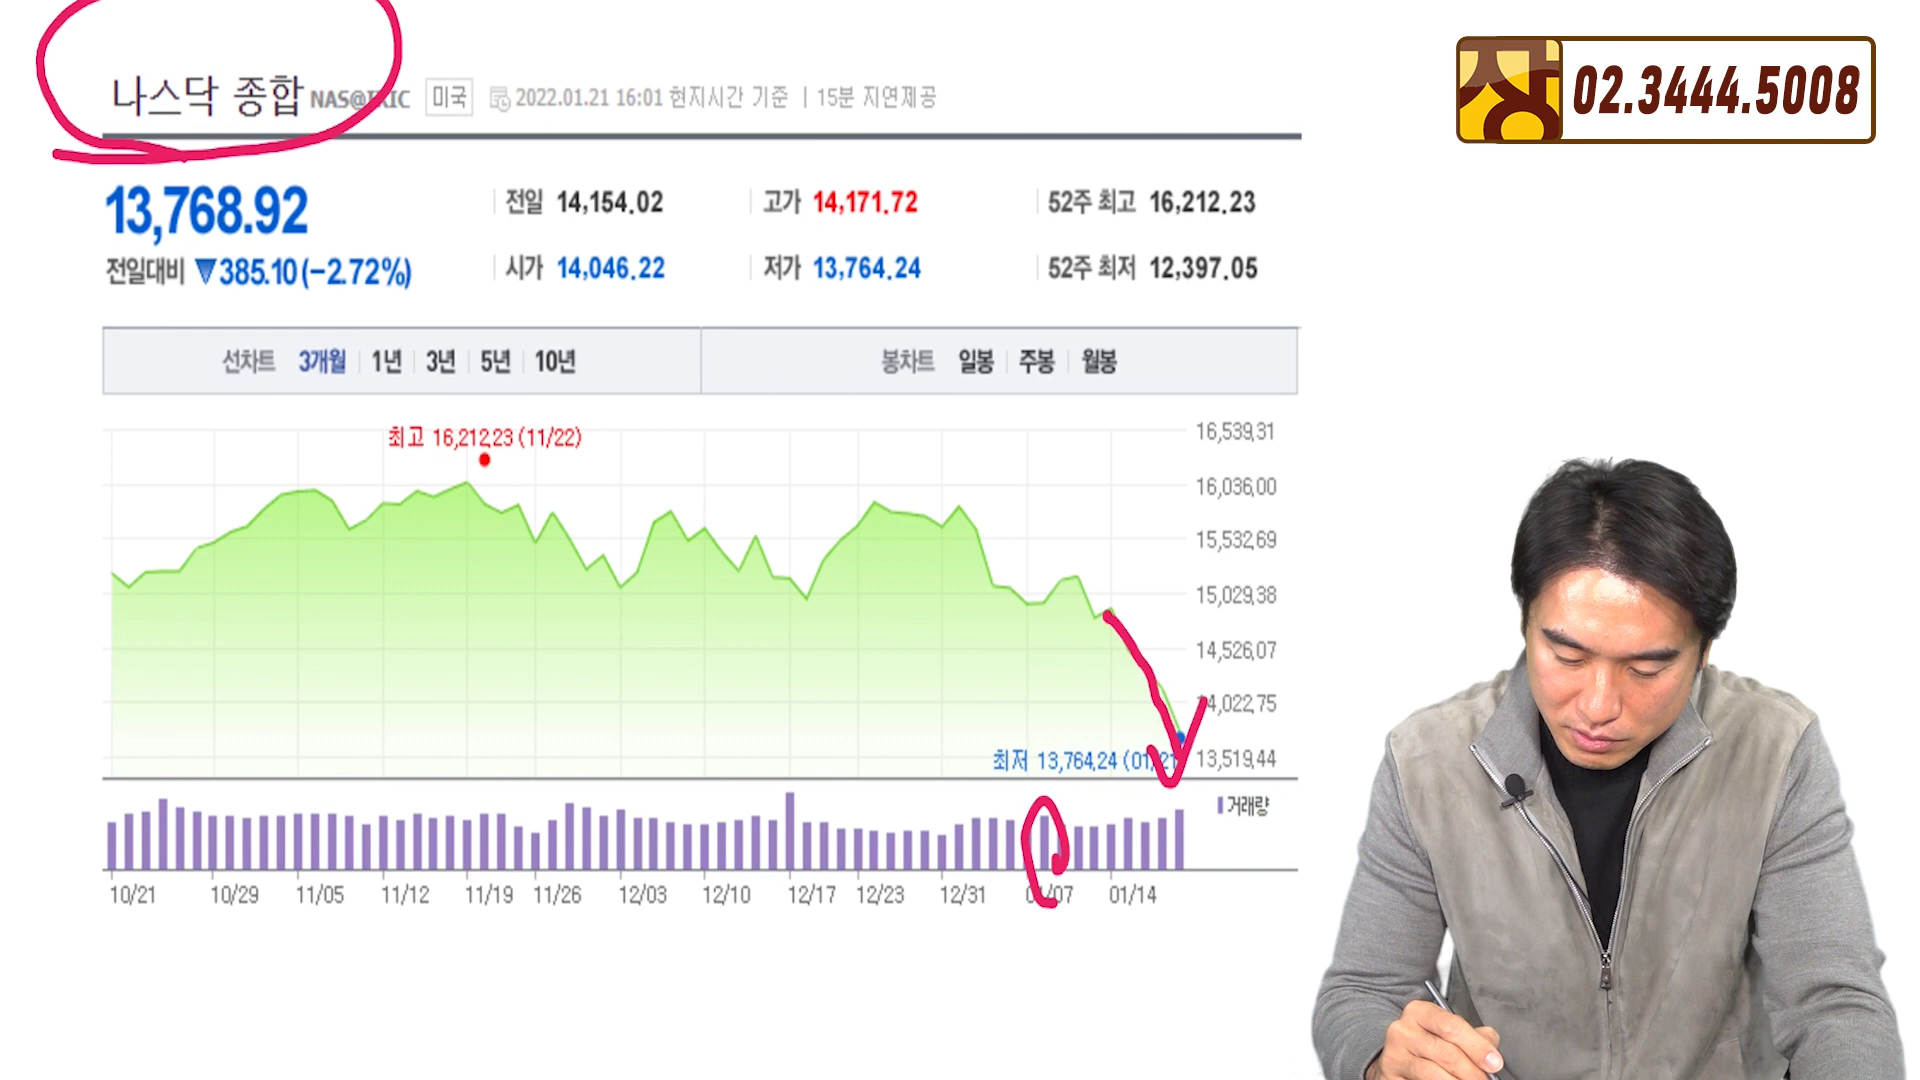 나스닥 종합 미국 2022.01.21 16:01 현지시간 기준 | 15분 지연제공
장 02.3444.5008
13,768.92
전일대비 ▼385.10(-2.72%)
전일 14,154.02 고가 14,171.72 52주 최고 16,212.23
시가 14,046.22 저가 13,764.24 52주 최저 12,397.05
선차트 3개월 1년 3년 5년 10년 봉차트 일봉 주봉 월봉
최고 16,212.23 (11/22)
16,539.31
16,036.00
15,532.69
15,029.38
14,526.07
14,022.75
13,519.44
최저 13,764.24 (01/21
거래량
10/21 10/29 11/05 11/12 11/19 11/26 12/03 12/10 12/17 12/23 12/31 01/07 01/14